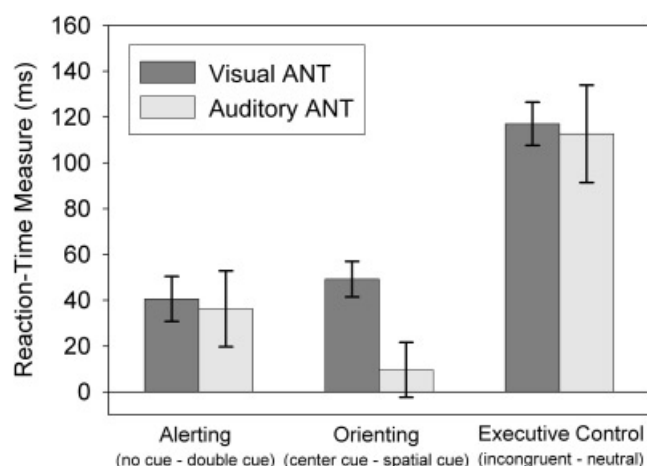 160
140
120
100
80
60
40
20
0
Reaction-Time Measure (ms)
Visual ANT
Auditory ANT
Alerting
(no cue - double cue)
Orienting
(center cue - spatial cue)
Executive Control
(incongruent - neutral)